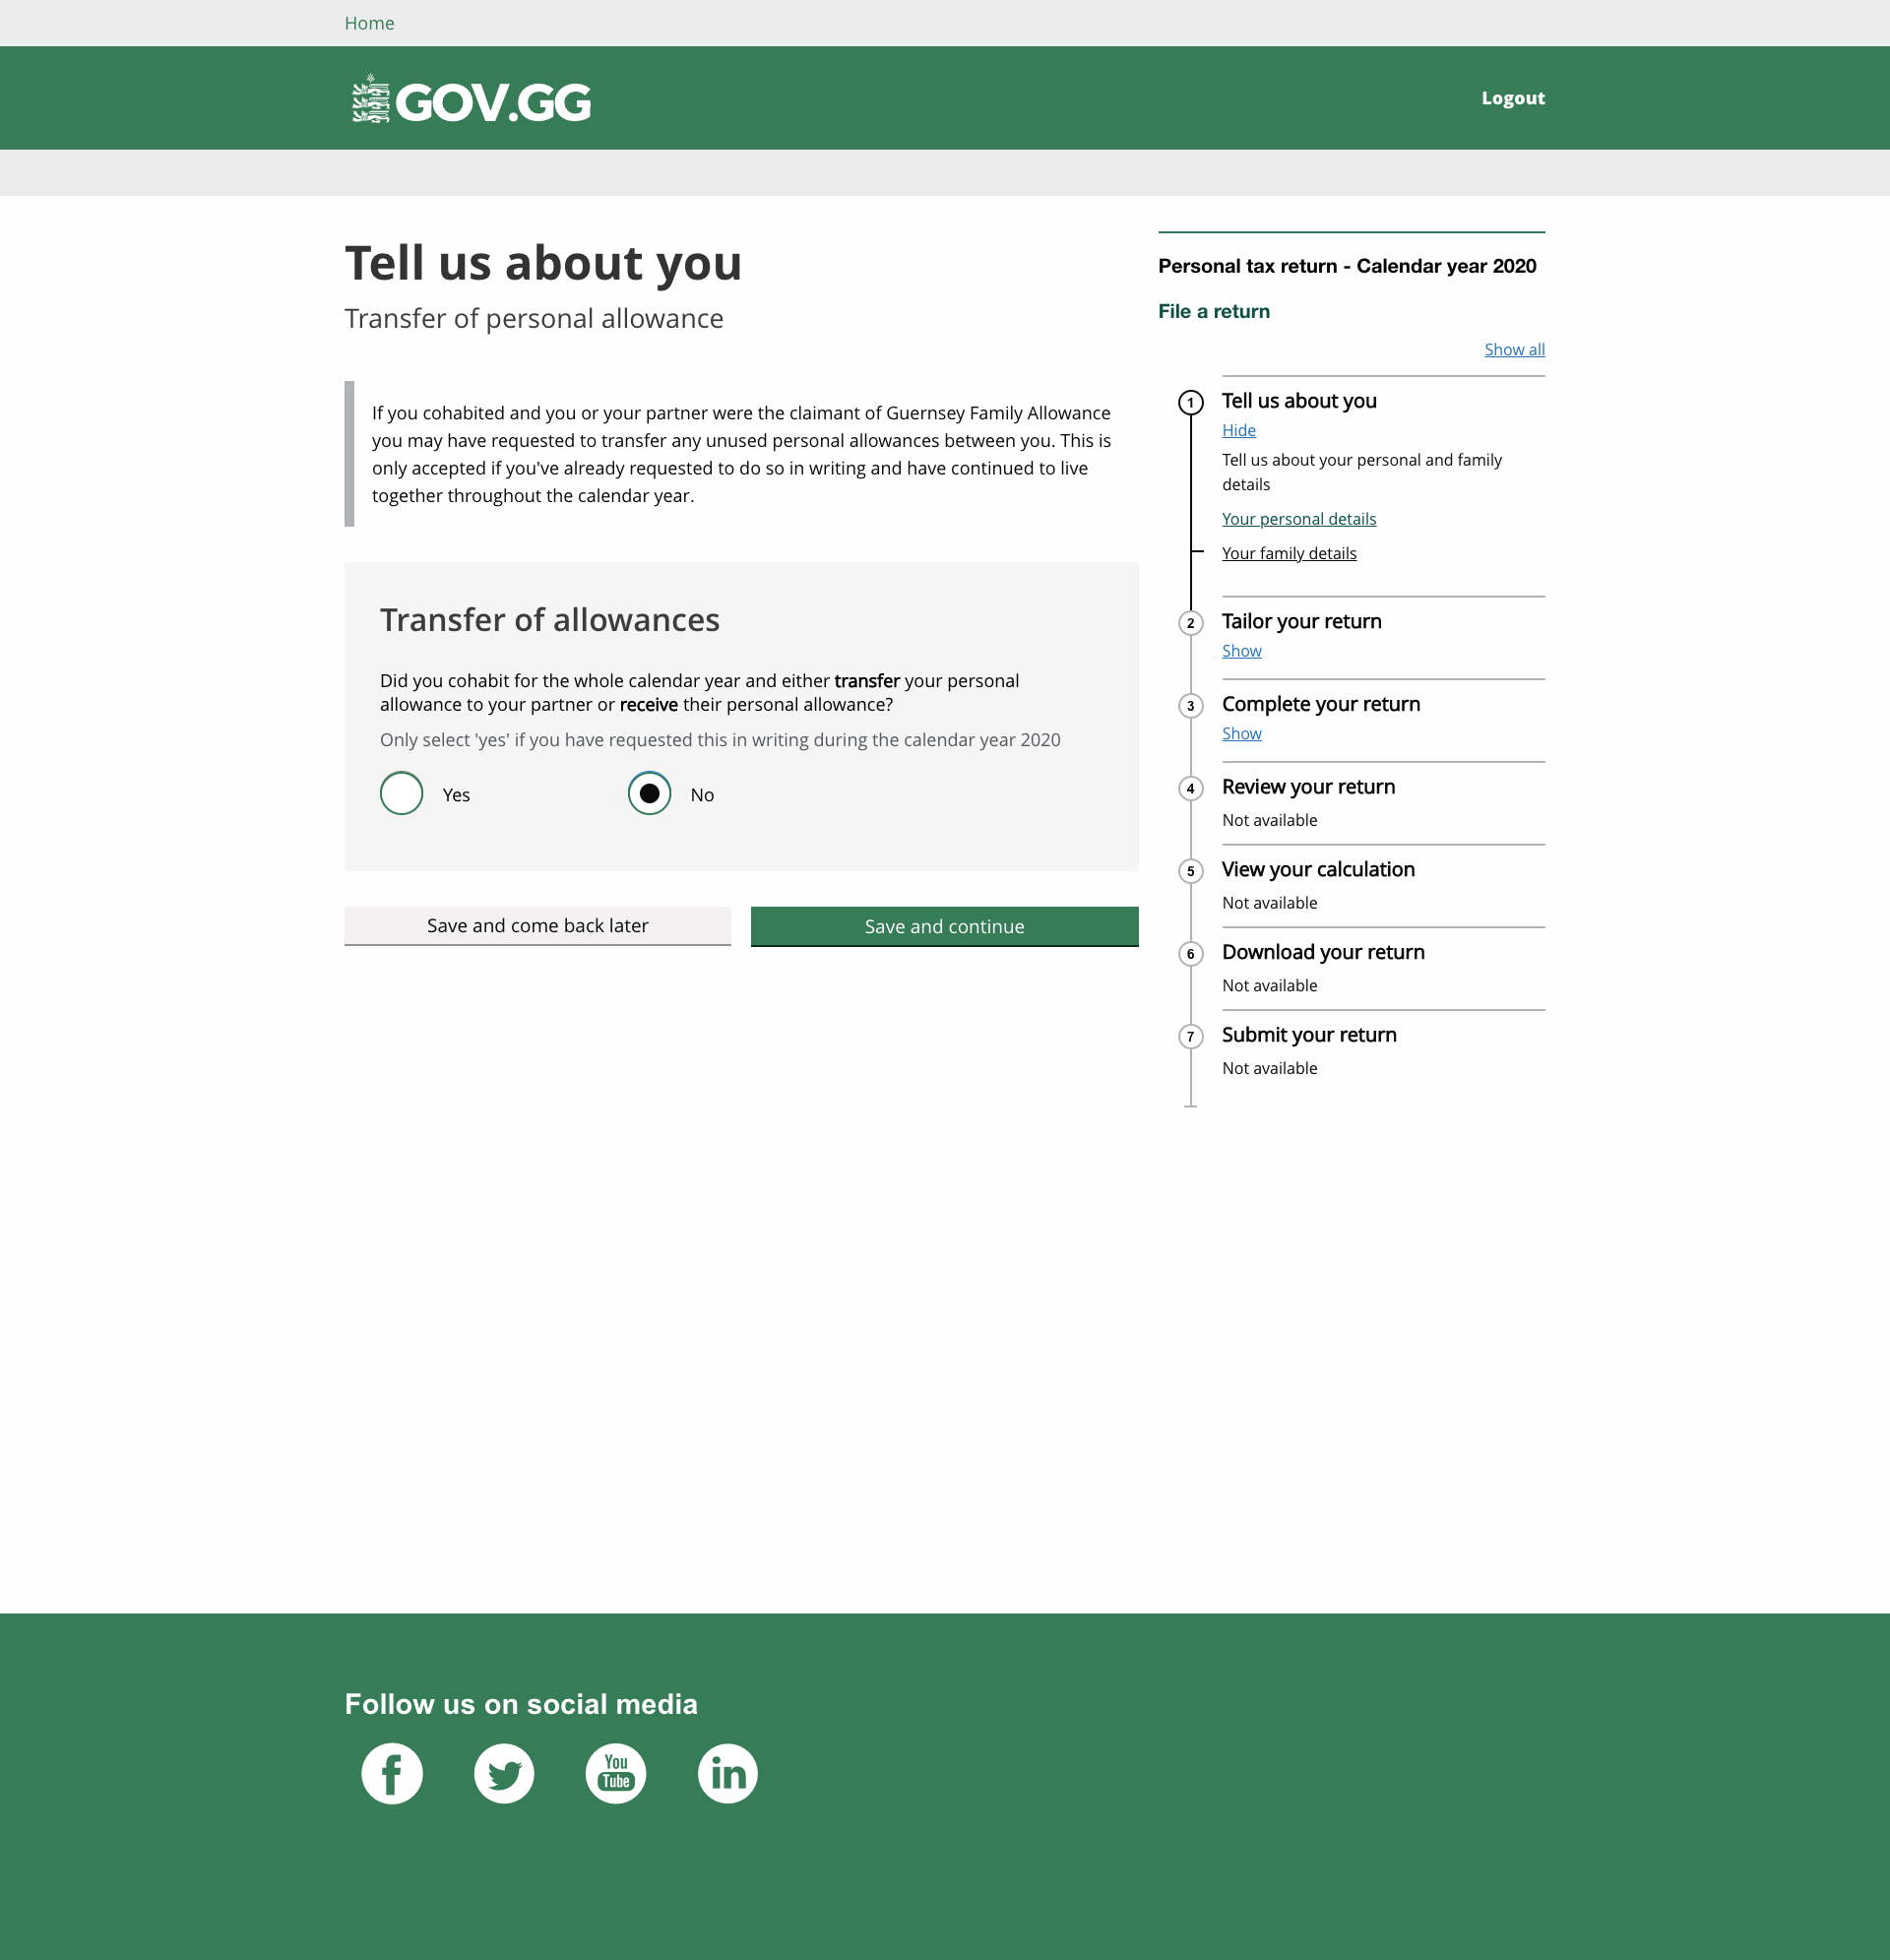 Home
GOV.GG
Logout
Tell us about you
Transfer of personal allowance
If you cohabited and you or your partner were the claimant of Guernsey Family Allowance
you may have requested to transfer any unused personal allowances between you. This is
only accepted if you've already requested to do so in writing and have continued to live
together throughout the calendar year.
Transfer of allowances
Did you cohabit for the whole calendar year and either transfer your personal
allowance to your partner or receive their personal allowance?
Only select 'yes' if you have requested this in writing during the calendar year 2020
Yes
No
Save and come back later
Save and continue
Personal tax return - Calendar year 2020
File a return
Show all
1
Tell us about you
Hide
Tell us about your personal and family
details
Your personal details
Your family details
2
Tailor your return
Show
3
Complete your return
Show
4
Review your return
Not available
5
View your calculation
Not available
6
Download your return
Not available
7
Submit your return
Not available
Follow us on social media
f
You
Tube
in